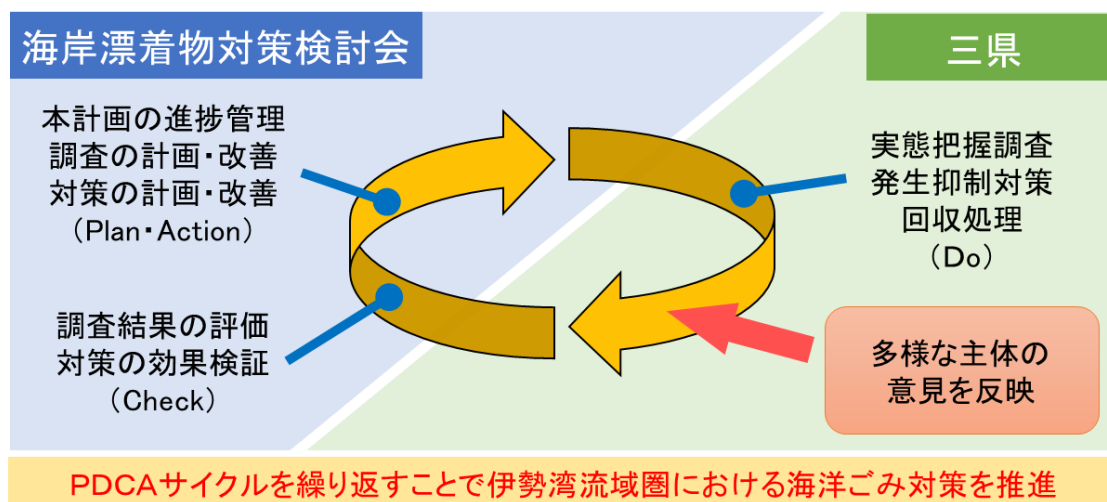 海岸漂着物対策検討会
三県
本計画の進捗管理
調査の計画・改善
対策の計画・改善
（Plan・Action）
実態把握調査
発生抑制対策
回収処理
（Do）
調査結果の評価
対策の効果検証
（Check）
多様な主体の
意見を反映
PDCAサイクルを繰り返すことで伊勢湾流域圏における海洋ごみ対策を推進